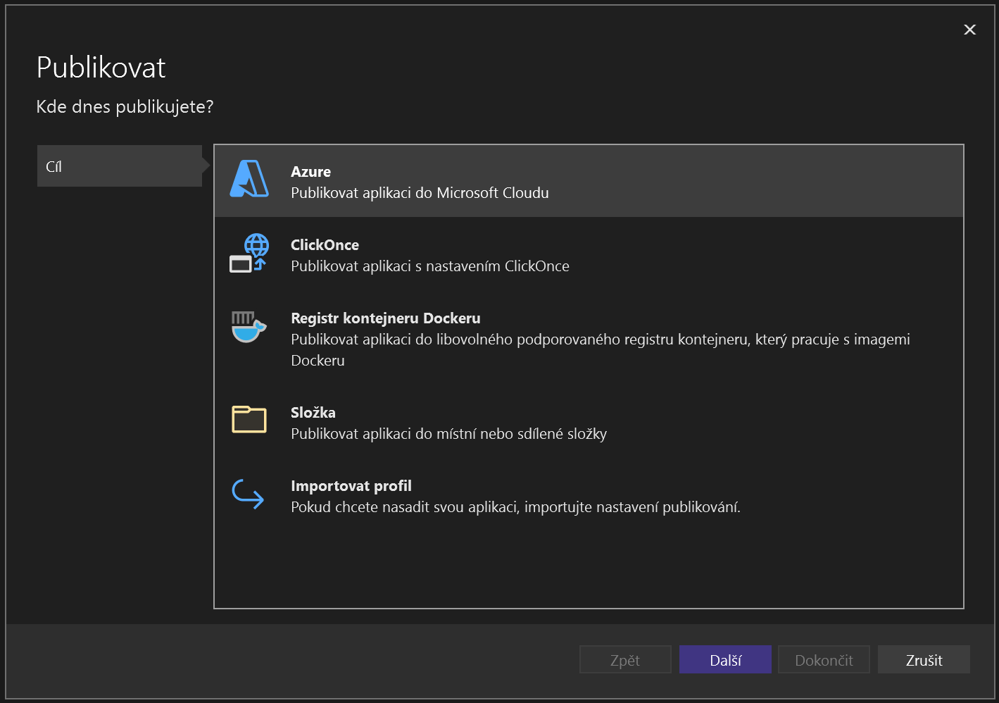 Publikovat
Kde dnes publikujete?
Cíl
Azure
Publikovat aplikaci do Microsoft Cloudu
ClickOnce
Publikovat aplikaci s nastavením ClickOnce
Registr kontejneru Dockeru
Publikovat aplikaci do libovolného podporovaného registru kontejneru, který pracuje s imagemi
Dockeru
Složka
Publikovat aplikaci do místní nebo sdílené složky
Importovat profil
Pokud chcete nasadit svou aplikaci, importujte nastavení publikování.
Zpět
Další
Dokončit
Zrušit